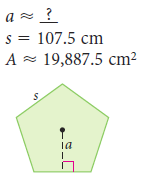 a ≈ ?
s = 107.5 cm
A ≈ 19,887.5 cm²
s
a